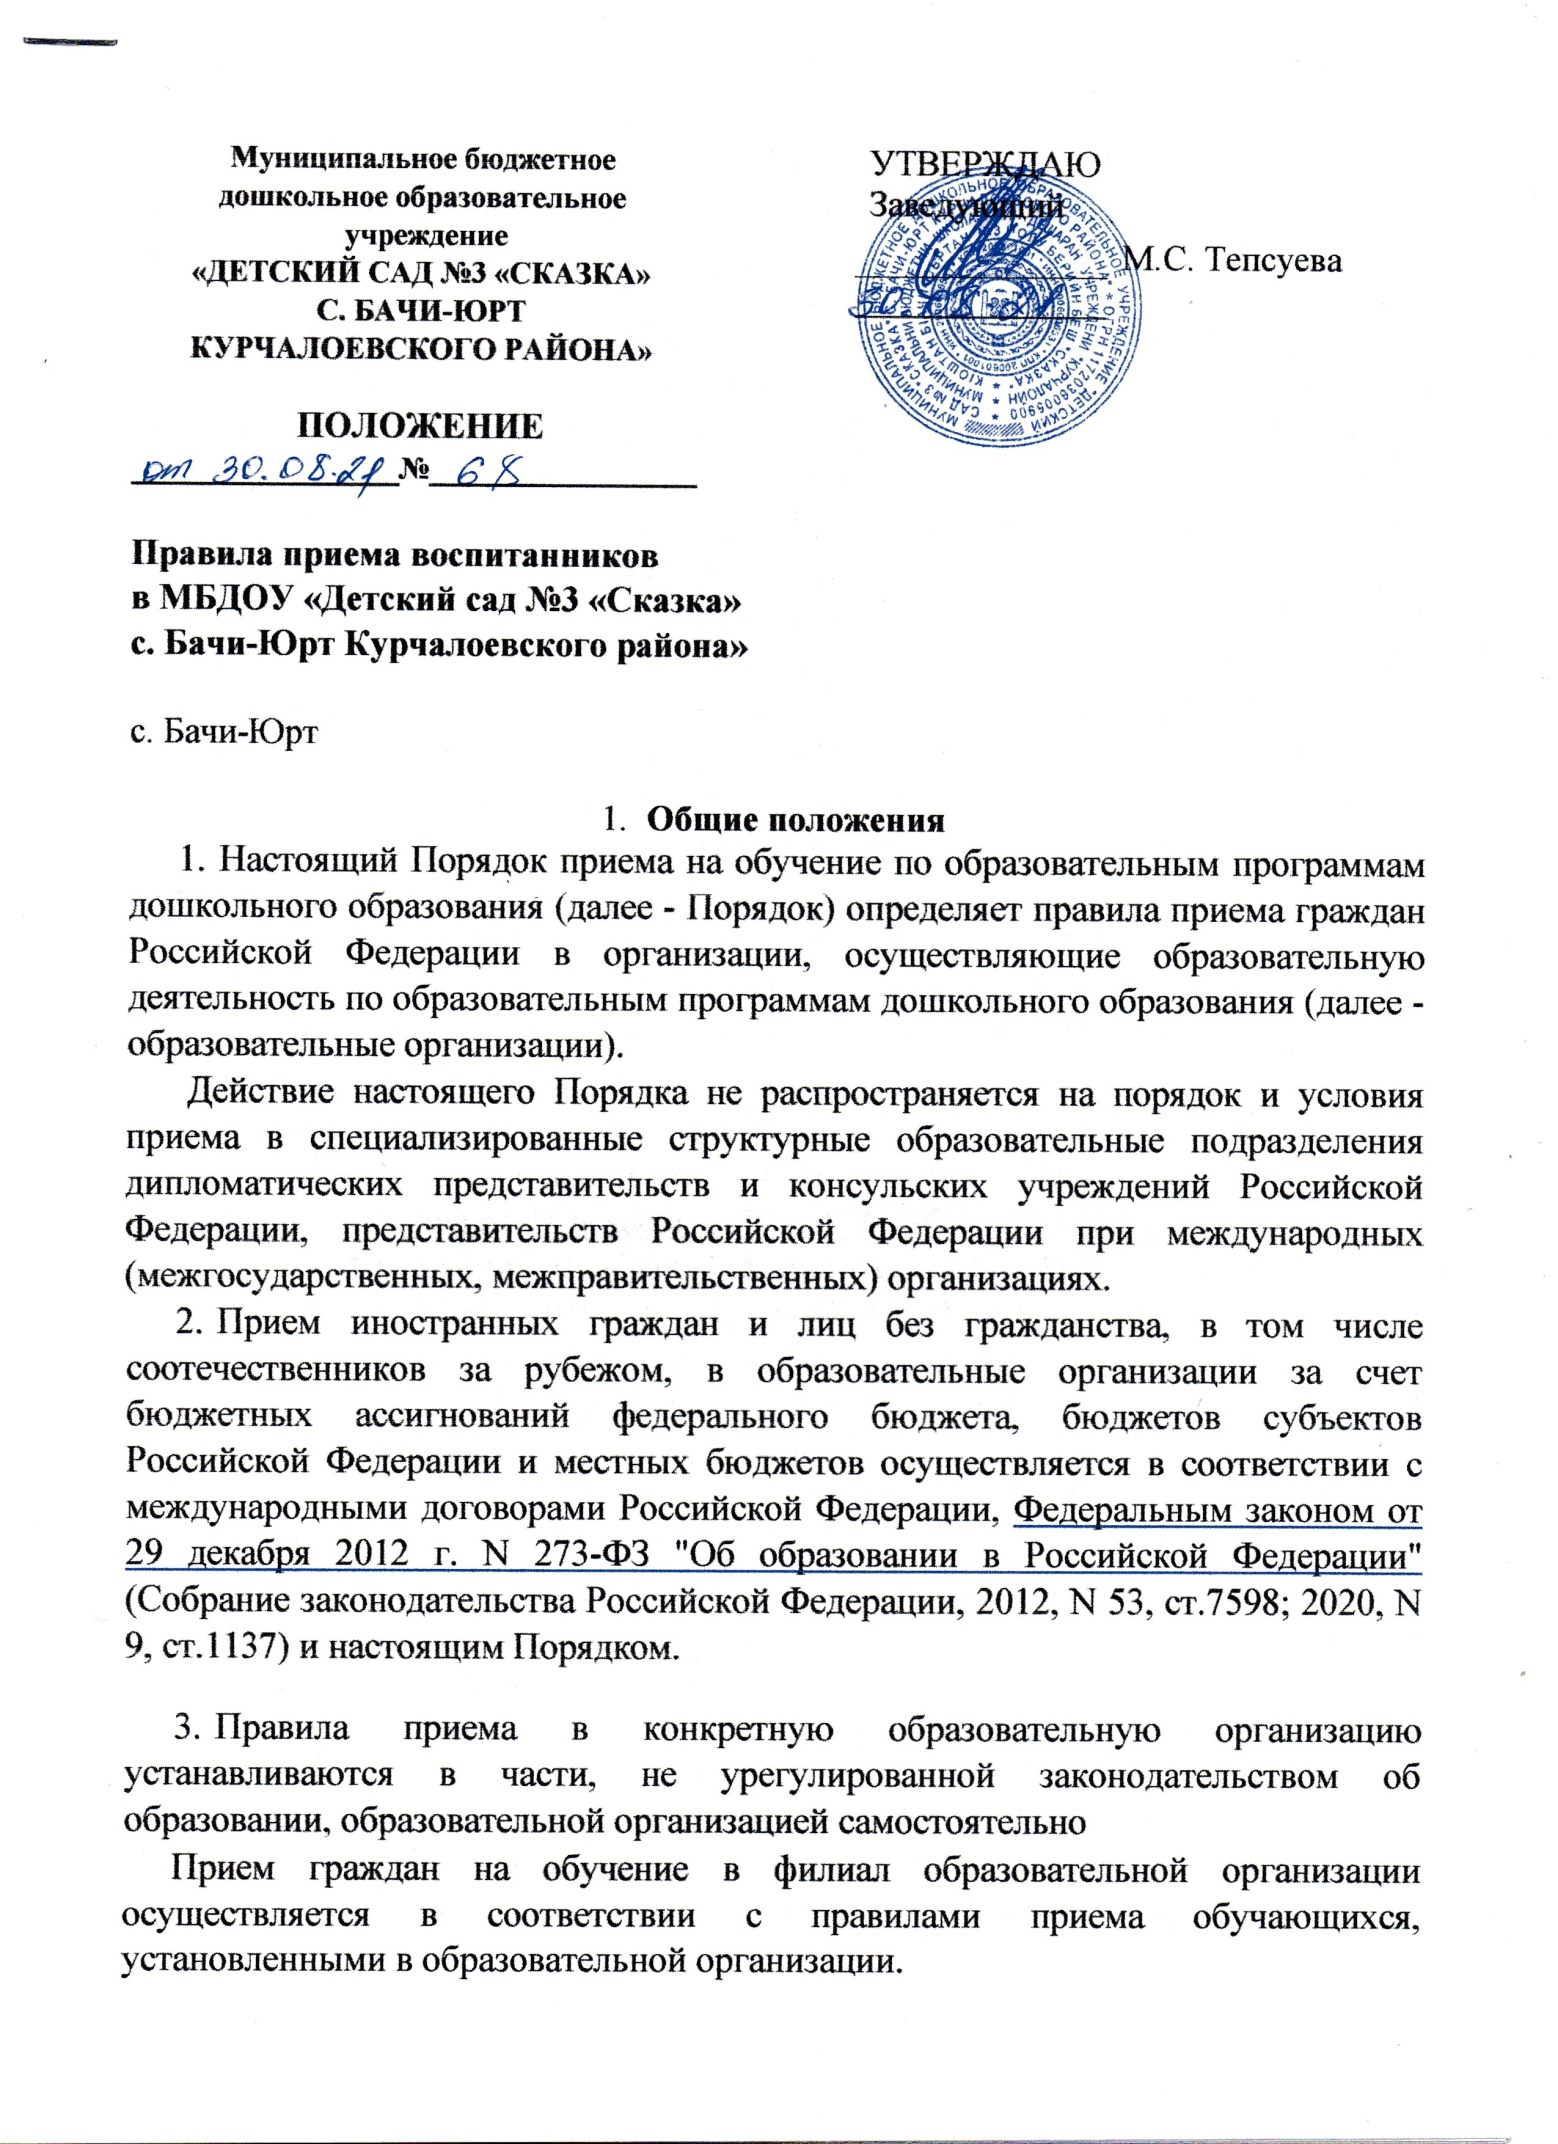 Муниципальное бюджетное
дошкольное образовательное
учреждение
«ДЕТСКИЙ САД №3 «СКАЗКА»
С. БАЧИ-ЮРТ
КУРЧАЛОЕВСКОГО РАЙОНА»
УТВЕРЖДАЮ
Заведующий
М.С. Тепсуева
ПОЛОЖЕНИЕ
от 30.08.21 № 68
Правила приема воспитанников
в МБДОУ «Детский сад №3 «Сказка»
с. Бачи-Юрт Курчалоевского района»
с. Бачи-Юрт
1. Общие положения
1. Настоящий Порядок приема на обучение по образовательным программам
дошкольного образования (далее - Порядок) определяет правила приема граждан
Российской Федерации в организации, осуществляющие образовательную
деятельность по образовательным программам дошкольного образования (далее -
образовательные организации).
Действие настоящего Порядка не распространяется на порядок и условия
приема в специализированные структурные образовательные подразделения
дипломатических представительств и консульских учреждений Российской
Федерации, представительств Российской Федерации при международных
(межгосударственных, межправительственных) организациях.
2. Прием иностранных граждан и лиц без гражданства, в том числе
соотечественников за рубежом, в образовательные организации за счет
бюджетных ассигнований федерального бюджета, бюджетов субъектов
Российской Федерации и местных бюджетов осуществляется в соответствии с
международными договорами Российской Федерации, Федеральным законом от
29 декабря 2012 г. N 273-ФЗ "Об образовании в Российской Федерации"
(Собрание законодательства Российской Федерации, 2012, N 53, ст.7598; 2020, N
9, ст.1137) и настоящим Порядком.
3. Правила приема в конкретную образовательную организацию
устанавливаются в части, не урегулированной законодательством об
образовании, образовательной организацией самостоятельно
Прием граждан на обучение в филиал образовательной организации
осуществляется в соответствии с правилами приема обучающихся,
установленными в образовательной организации.